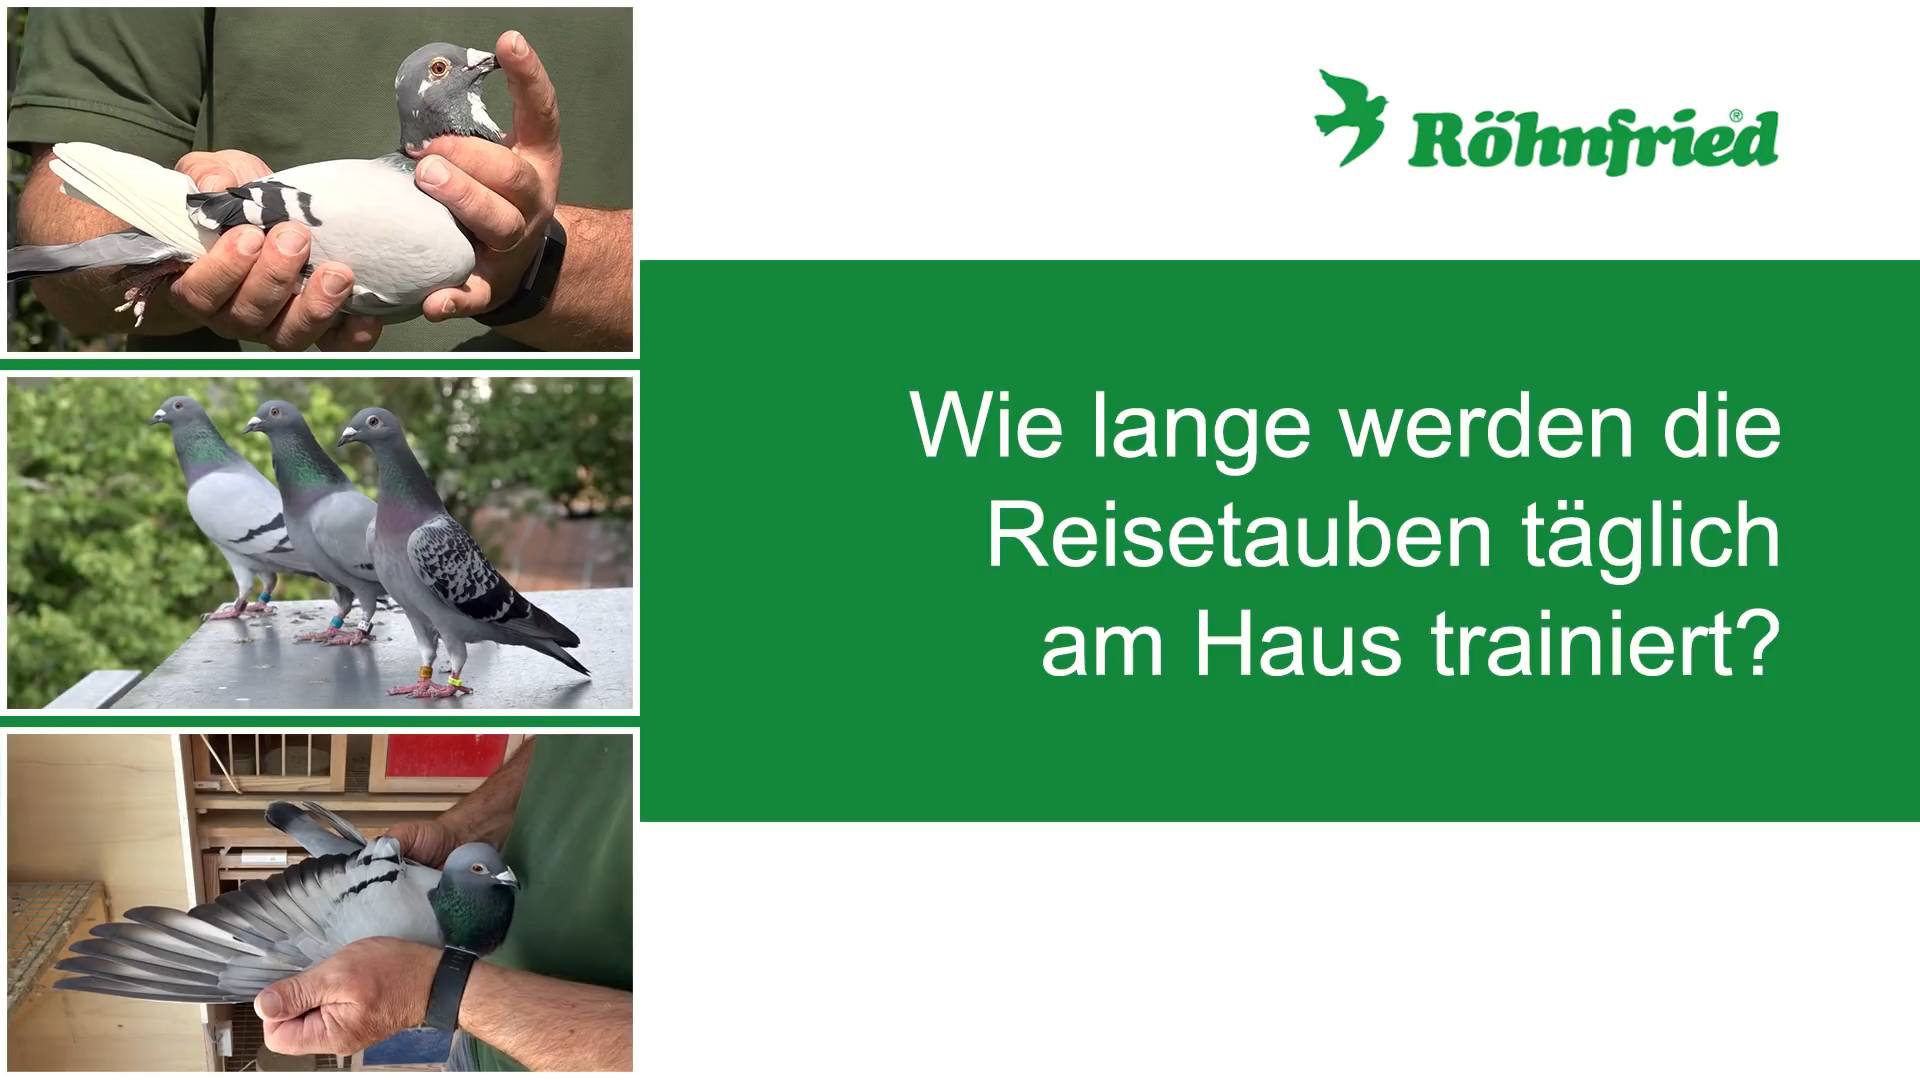 Röhnfried®
Wie lange werden die
Reisetauben täglich
am Haus trainiert?